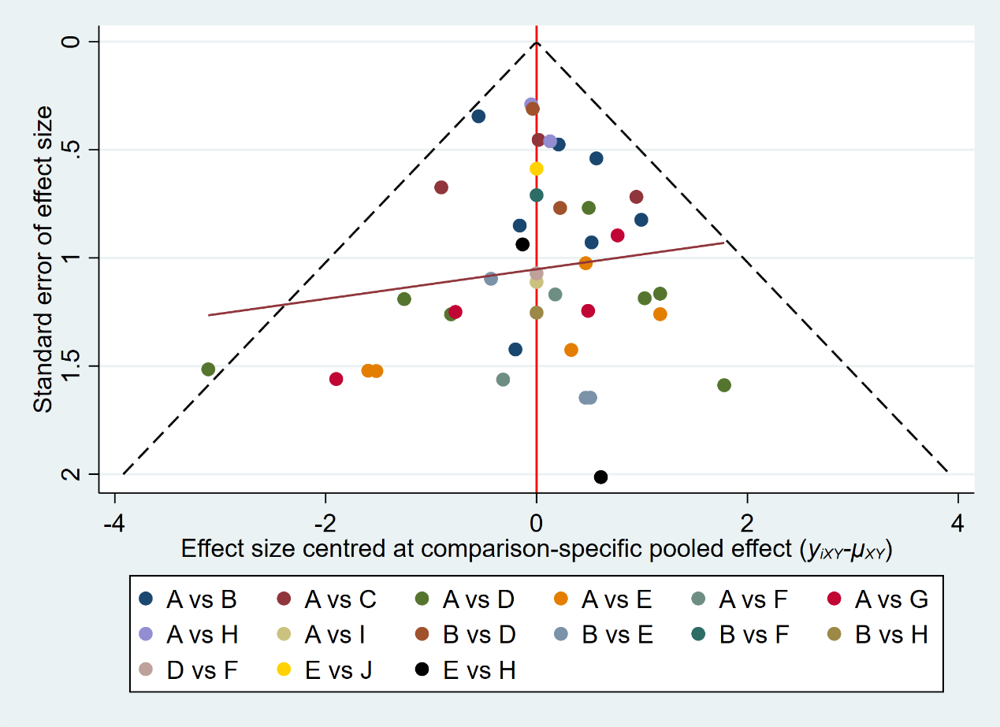 Standard error of effect size
0
.5
1
1.5
2
-4 -2 0 2 4
Effect size centred at comparison-specific pooled effect (yiXY-μXY)
A vs B A vs C A vs D A vs E A vs F A vs G
A vs H A vs I B vs D B vs E B vs F B vs H
D vs F E vs J E vs H